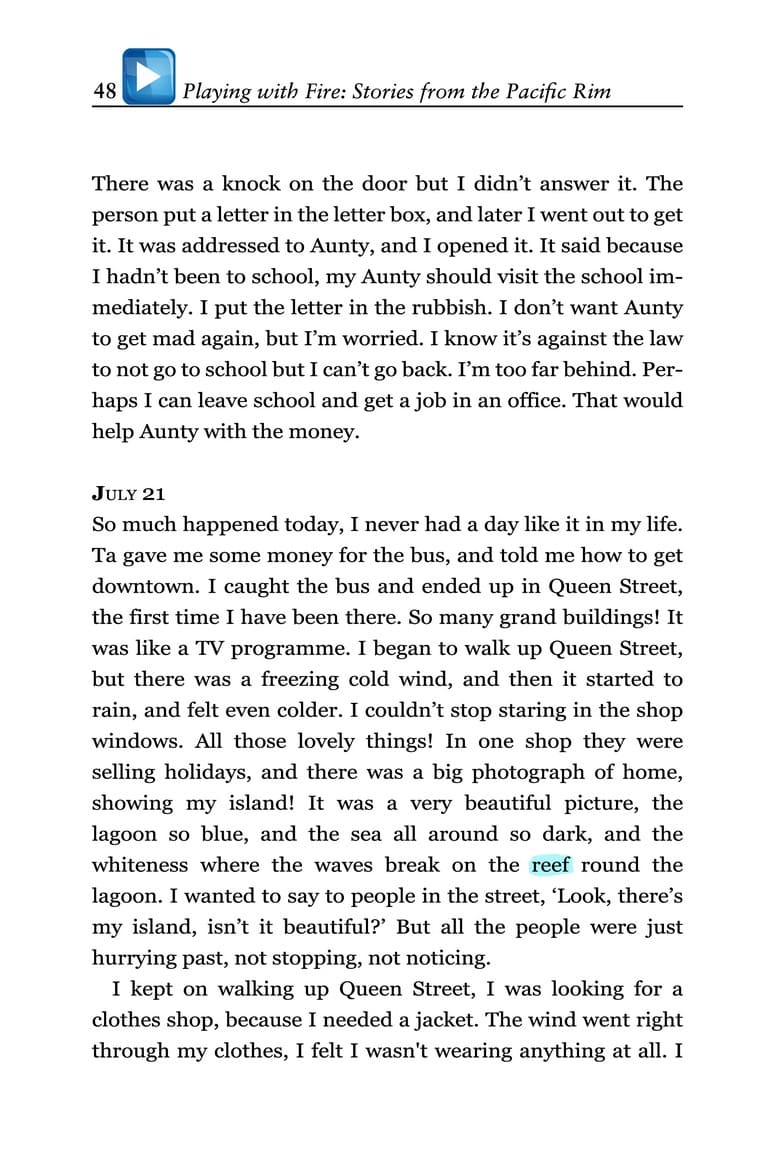 48 Playing with Fire: Stories from the Pacific Rim
There was a knock on the door but I didn’t answer it. The
person put a letter in the letter box, and later I went out to get
it. It was addressed to Aunty, and I opened it. It said because
I hadn’t been to school, my Aunty should visit the school im-
mediately. I put the letter in the rubbish. I don’t want Aunty
to get mad again, but I’m worried. I know it’s against the law
to not go to school but I can’t go back. I’m too far behind. Per-
haps I can leave school and get a job in an office. That would
help Aunty with the money.
July 21
So much happened today, I never had a day like it in my life.
Ta gave me some money for the bus, and told me how to get
downtown. I caught the bus and ended up in Queen Street,
the first time I have been there. So many grand buildings! It
was like a TV programme. I began to walk up Queen Street,
but there was a freezing cold wind, and then it started to
rain, and felt even colder. I couldn’t stop staring in the shop
windows. All those lovely things! In one shop they were
selling holidays, and there was a big photograph of home,
showing my island! It was a very beautiful picture, the
lagoon so blue, and the sea all around so dark, and the
whiteness where the waves break on the reef round the
lagoon. I wanted to say to people in the street, ‘Look, there’s
my island, isn’t it beautiful?’ But all the people were just
hurrying past, not stopping, not noticing.
I kept on walking up Queen Street, I was looking for a
clothes shop, because I needed a jacket. The wind went right
through my clothes, I felt I wasn't wearing anything at all. I